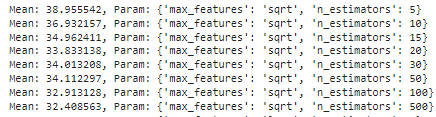 Mean: 38.955542, Param: {'max_features': 'sqrt', 'n_estimators': 5}
Mean: 36.932157, Param: {'max_features': 'sqrt', 'n_estimators': 10}
Mean: 34.962411, Param: {'max_features': 'sqrt', 'n_estimators': 15}
Mean: 33.833138, Param: {'max_features': 'sqrt', 'n_estimators': 20}
Mean: 34.013208, Param: {'max_features': 'sqrt', 'n_estimators': 30}
Mean: 34.112297, Param: {'max_features': 'sqrt', 'n_estimators': 50}
Mean: 32.913128, Param: {'max_features': 'sqrt', 'n_estimators': 100}
Mean: 32.408563, Param: {'max_features': 'sqrt', 'n_estimators': 500}